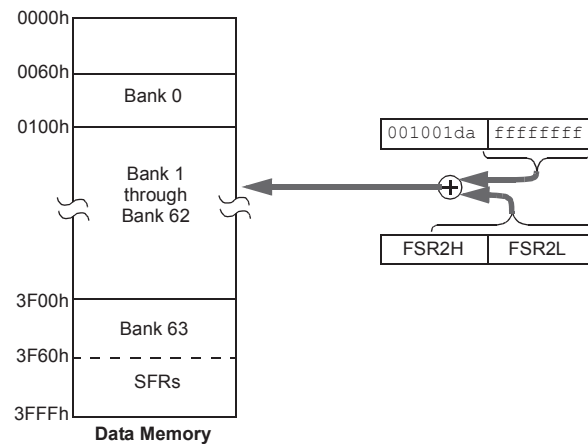 0000h
0060h
Bank 0
0100h
001001da ffffffff
Bank 1
through
Bank 62
FSR2H FSR2L
3F00h
Bank 63
3F60h
SFRs
3FFFh
Data Memory